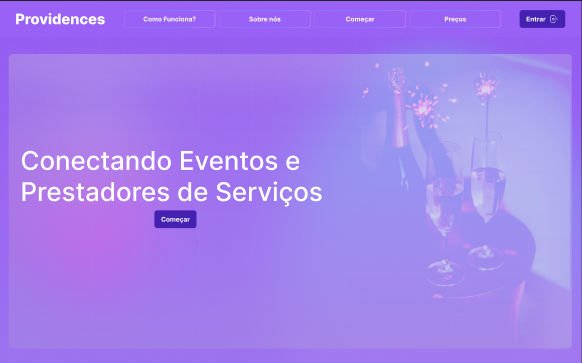 Providences
Como Funciona?
Sobre nós
Começar
Preços
Entrar
Conectando Eventos e
Prestadores de Serviços
Começar